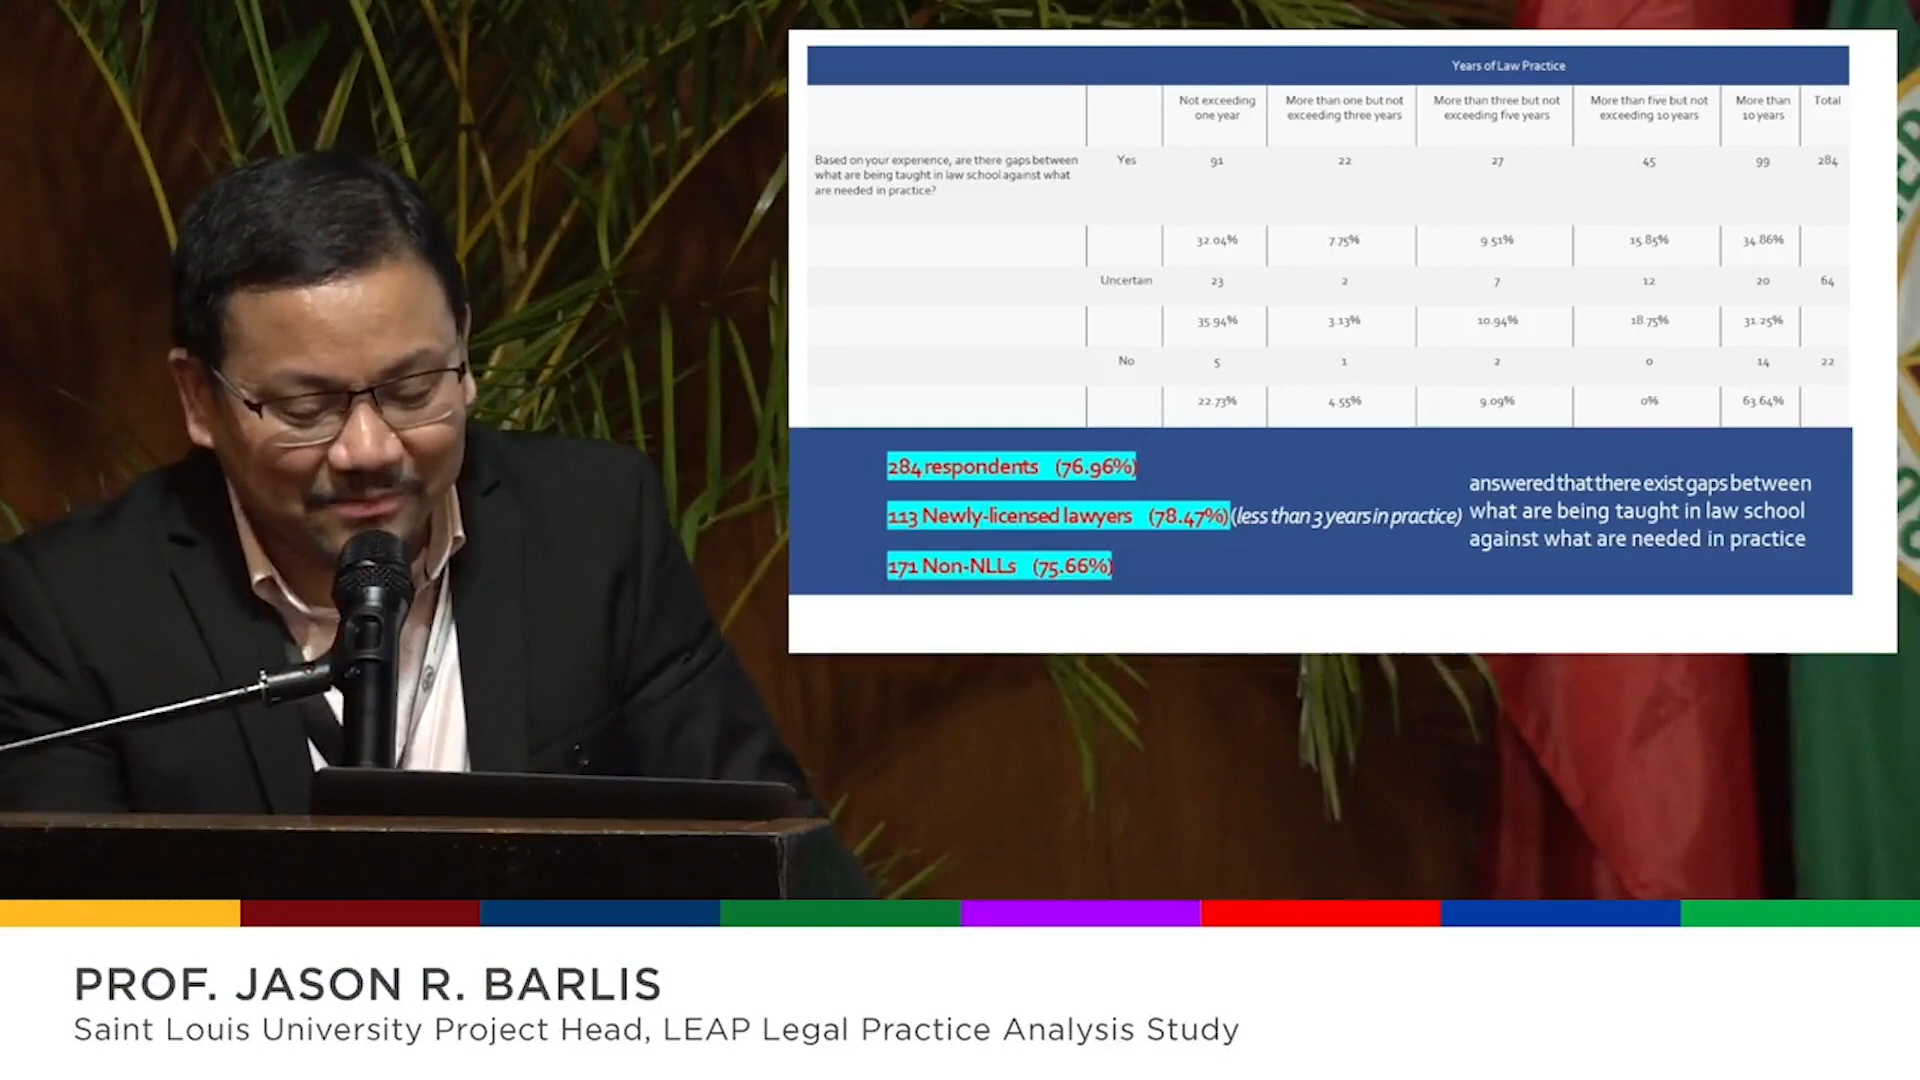 Years of Law Practice
Not exceeding one year More than one but not exceeding three years More than three but not exceeding five years More than five but not exceeding 10 years More than 10 years Total
Based on your experience, are there gaps between
what are being taught in law school against what
are needed in practice?
Yes 91 22 27 45 99 284
32.04% 7.75% 9.51% 15.85% 34.86%
Uncertain 23 2 7 12 20 64
35.94% 3.13% 10.94% 18.75% 31.25%
No 5 1 2 0 14 22
22.73% 4.55% 9.09% 0% 63.64%
284 respondents (76.96%)
113 Newly-licensed lawyers (78.47%) (less than 3 years in practice)
171 Non-NLLs (75.66%)
answered that there exist gaps between
what are being taught in law school
against what are needed in practice
PROF. JASON R. BARLIS
Saint Louis University Project Head, LEAP Legal Practice Analysis Study